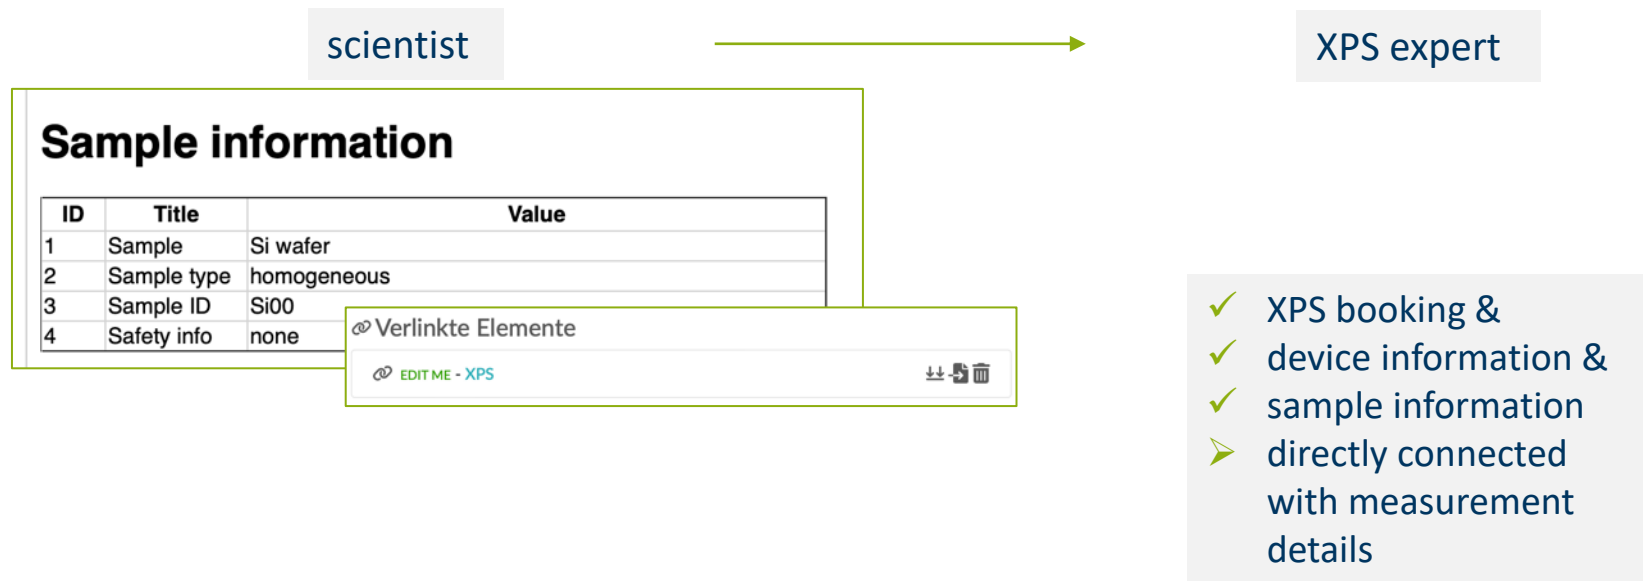 scientist
XPS expert
Sample information
ID Title Value
1 Sample Si wafer
2 Sample type homogeneous
3 Sample ID Si00
4 Safety info none
Verlinkte Elemente
EDIT ME - XPS
XPS booking &
device information &
sample information
directly connected
with measurement
details